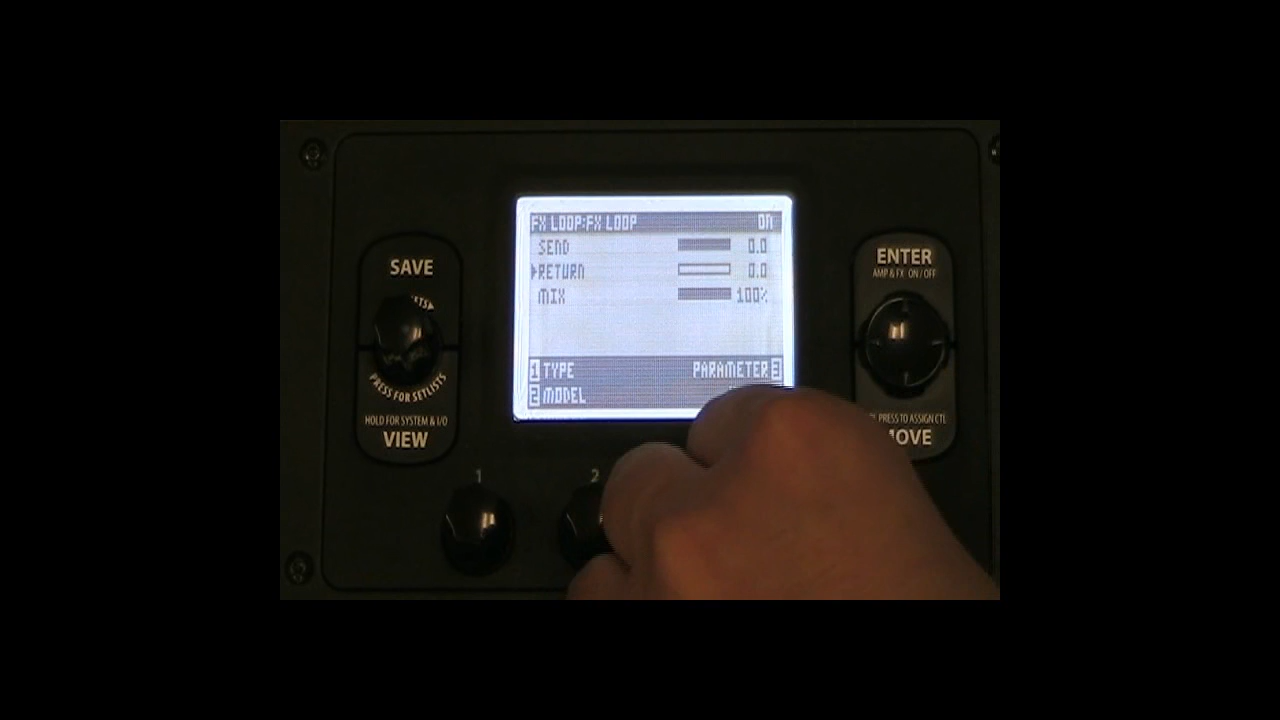 FX LOOP:FX LOOP ON
SEND 0.0
RETURN 0.0
MIX 100%
1 TYPE PARAMETER 3
2 MODEL
SAVE
PRESS FOR SETLISTS
HOLD FOR SYSTEM & I/O
VIEW
ENTER
AMP & FX ON/OFF
PRESS TO ASSIGN CTL
1
2